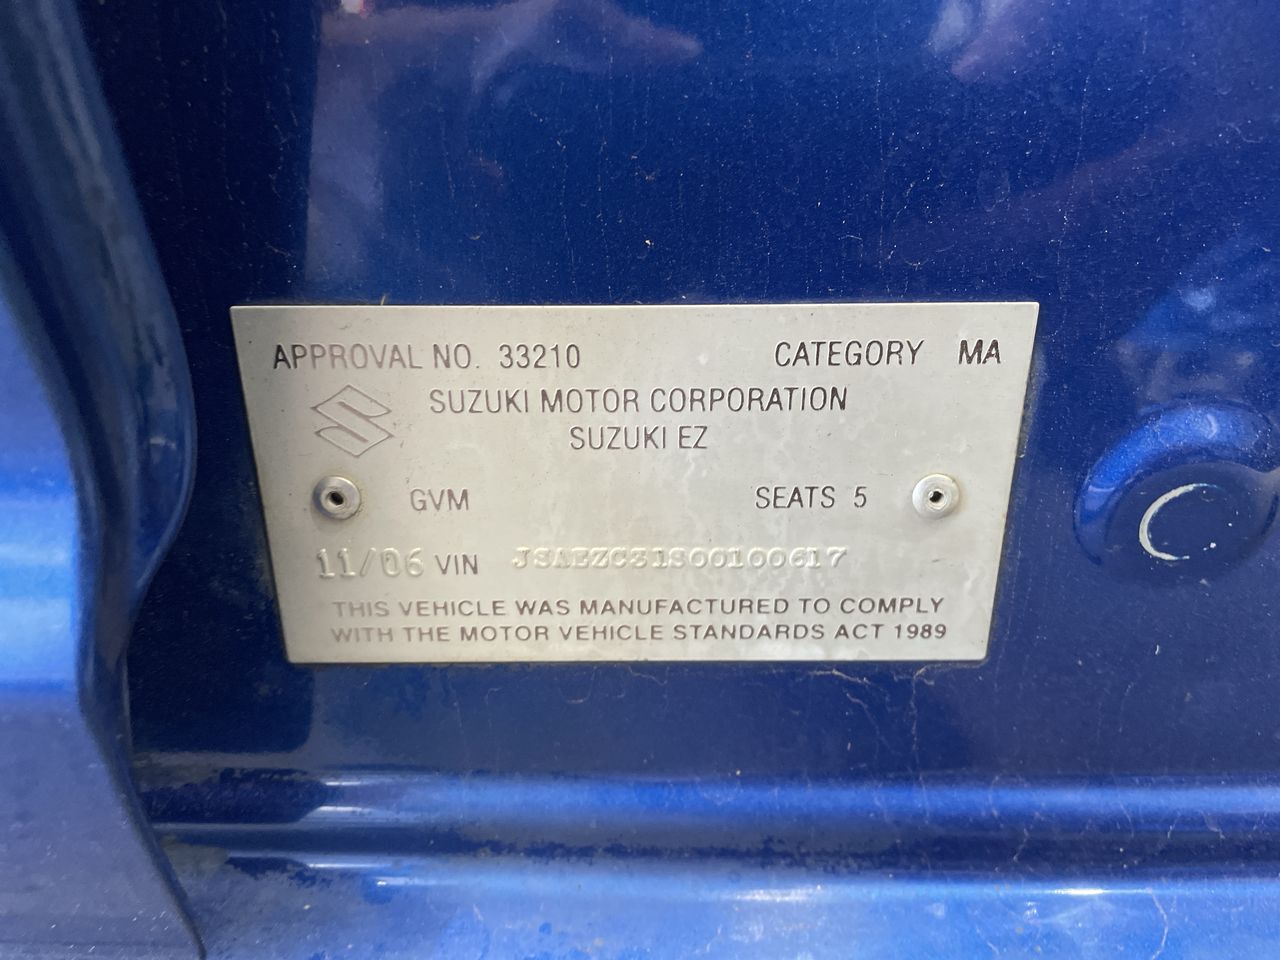 APPROVAL NO. 33210 CATEGORY MA
SUZUKI MOTOR CORPORATION
SUZUKI EZ
GVM SEATS 5
11/06 VIN JSAEZC31S00100617
THIS VEHICLE WAS MANUFACTURED TO COMPLY
WITH THE MOTOR VEHICLE STANDARDS ACT 1989